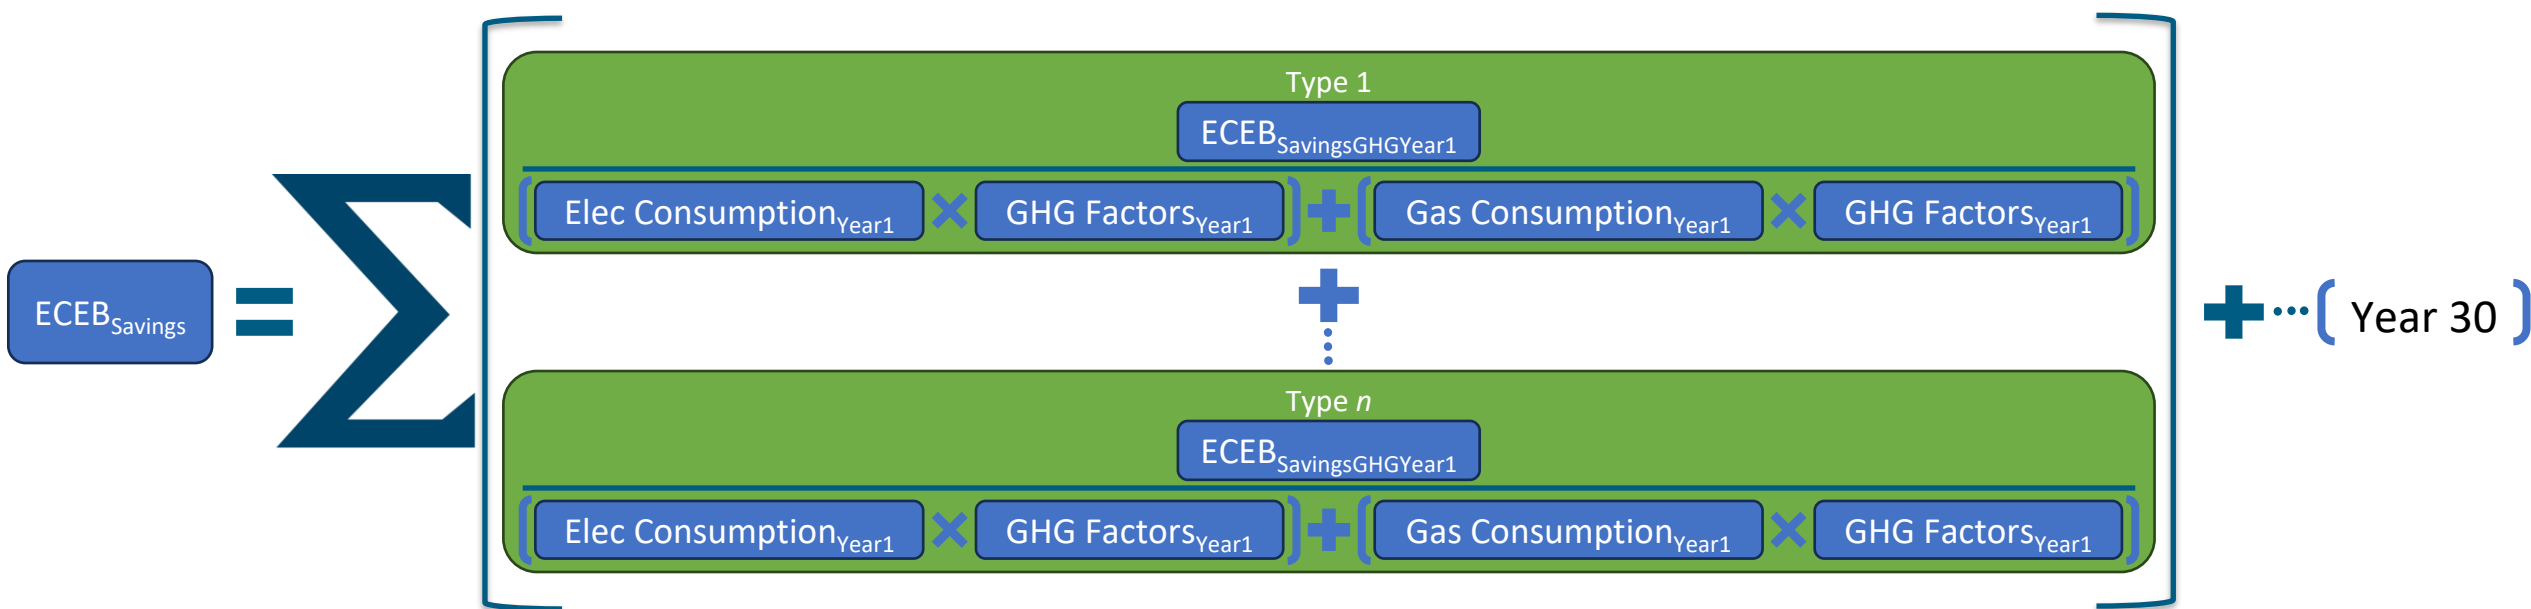 Type 1
ECEBSavingsGHGYear1
Elec ConsumptionYear1 × GHG FactorsYear1 + Gas ConsumptionYear1 × GHG FactorsYear1
ECEBSavings = Σ + ... ( Year 30 )
+
Type n
ECEBSavingsGHGYear1
Elec ConsumptionYear1 × GHG FactorsYear1 + Gas ConsumptionYear1 × GHG FactorsYear1